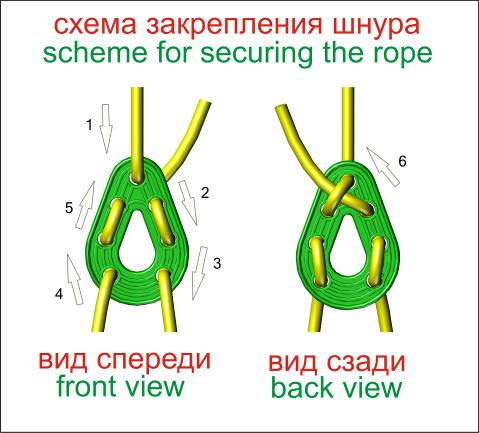 схема закрепления шнура
scheme for securing the rope
1
2
3
4
5
6
вид спереди
front view
вид сзади
back view